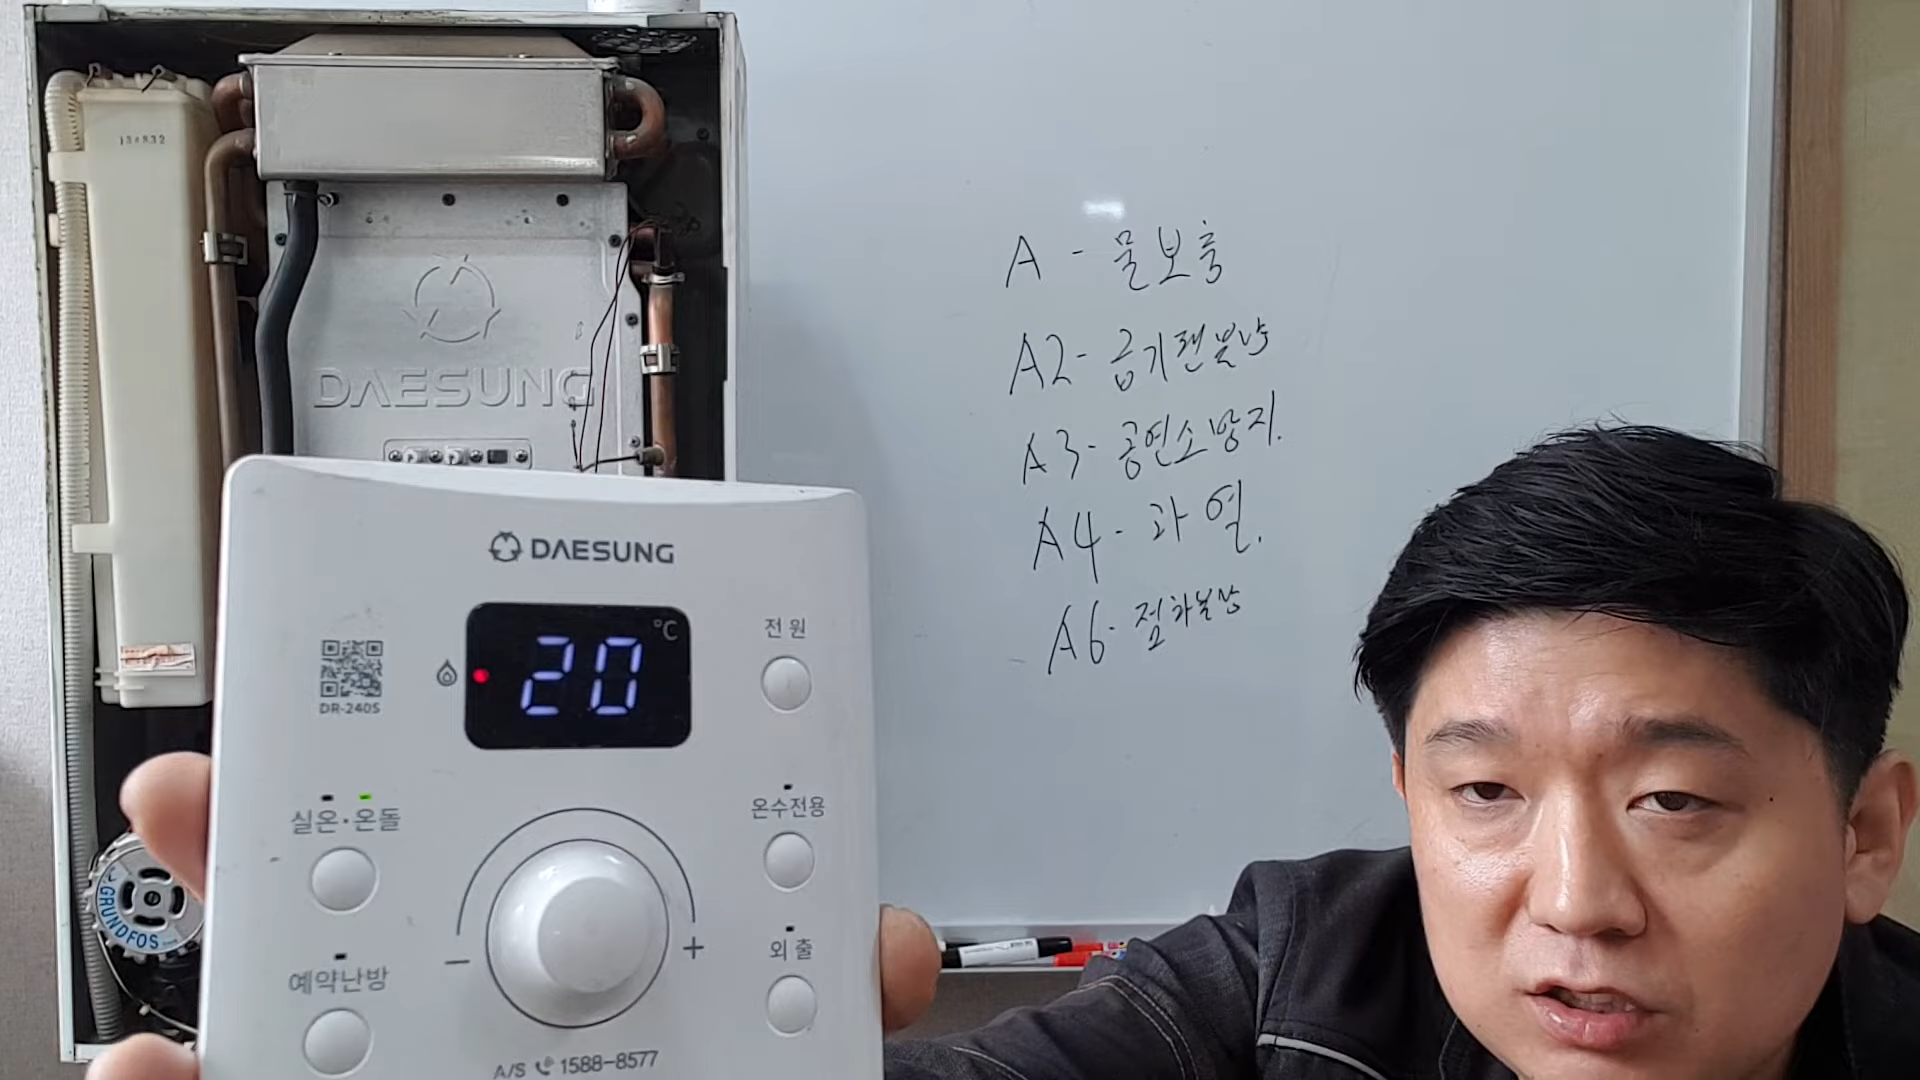 134832
DAESUNG
A - 물보충
A2 - 급기팬불량
A3 - 공연소방지.
A4 - 과열.
A6 - 점화불량
DAESUNG
°C
20
전원
DR-240S
실온·온돌
온수전용
예약난방
외출
- +
A/S 1588-8577
GRUNDFOS